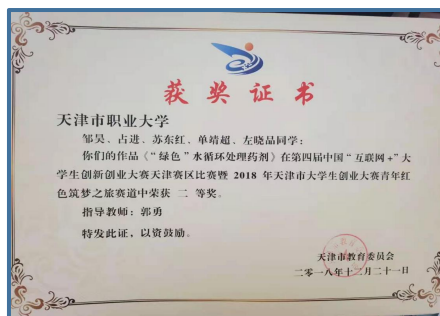 获奖证书
天津市职业大学
邹昊、占进、苏东红、单靖超、左晓品同学：
你们的作品《“绿色”水循环处理药剂》在第四届中国“互联网+”大
学生创新创业大赛天津赛区比赛暨 2018 年天津市大学生创业大赛青年红
色筑梦之旅赛道中荣获 二 等奖。
指导教师：郭勇
特发此证，以资鼓励。
天津市教育委员会
二零一八年十二月二十一日